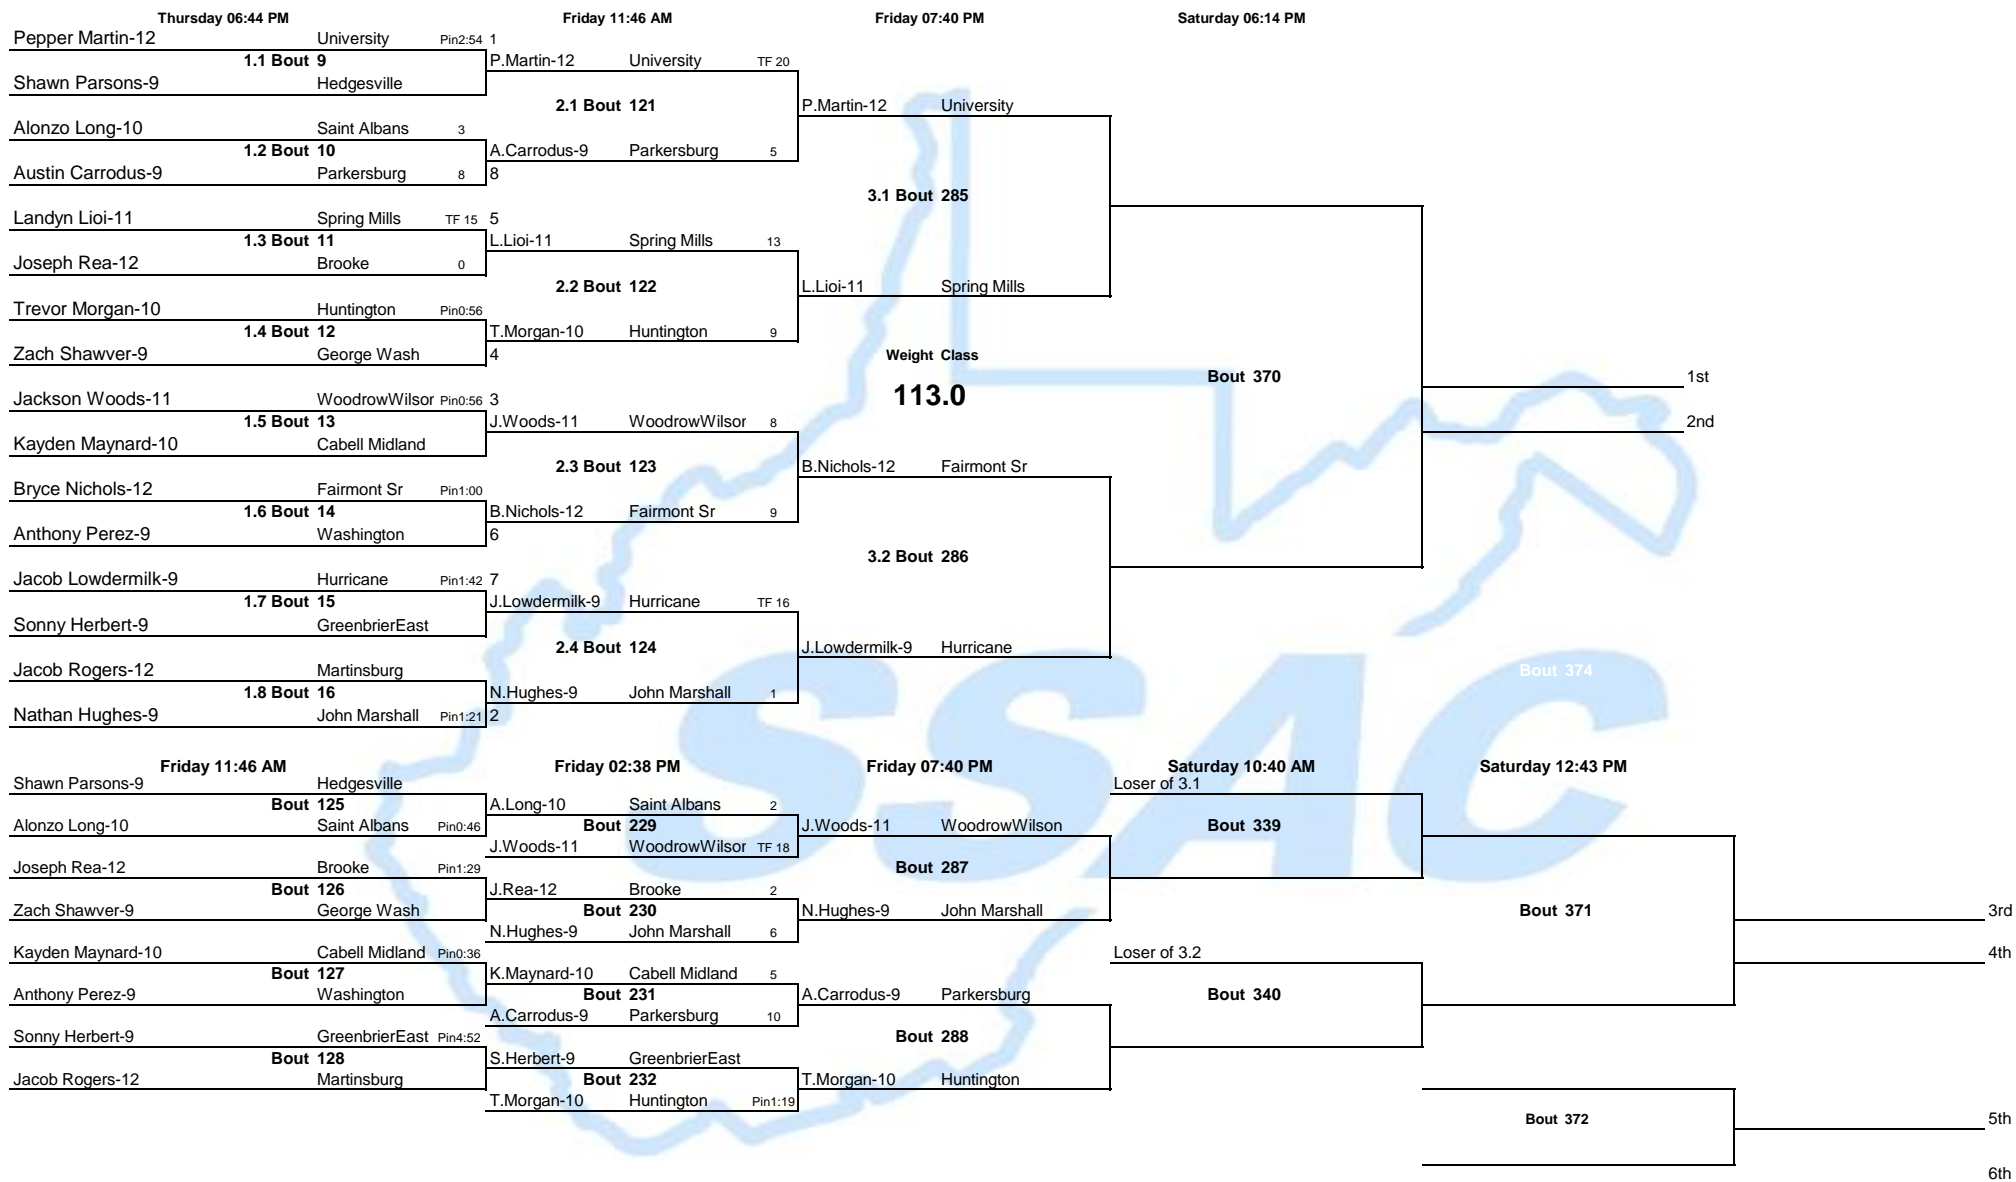 Thursday 06:44 PM Friday 11:46 AM Friday 07:40 PM Saturday 06:14 PM
Pepper Martin-12 University Pin2:54 1
1.1 Bout 9 P.Martin-12 University TF 20
Shawn Parsons-9 Hedgesville
2.1 Bout 121 P.Martin-12 University
Alonzo Long-10 Saint Albans 3
1.2 Bout 10 A.Carrodus-9 Parkersburg 5
Austin Carrodus-9 Parkersburg 8 8
3.1 Bout 285
Landyn Lioi-11 Spring Mills TF 15 5
1.3 Bout 11 L.Lioi-11 Spring Mills 13
Joseph Rea-12 Brooke 0
2.2 Bout 122 L.Lioi-11 Spring Mills
Trevor Morgan-10 Huntington Pin0:56
1.4 Bout 12 T.Morgan-10 Huntington 9
Zach Shawver-9 George Wash 4 Weight Class
Bout 370 1st
Jackson Woods-11 WoodrowWilsor Pin0:56 3 113.0
1.5 Bout 13 J.Woods-11 WoodrowWilsor 8 2nd
Kayden Maynard-10 Cabell Midland
2.3 Bout 123 B.Nichols-12 Fairmont Sr
Bryce Nichols-12 Fairmont Sr Pin1:00
1.6 Bout 14 B.Nichols-12 Fairmont Sr 9
Anthony Perez-9 Washington 6
3.2 Bout 286
Jacob Lowdermilk-9 Hurricane Pin1:42 7
1.7 Bout 15 J.Lowdermilk-9 Hurricane TF 16
Sonny Herbert-9 GreenbrierEast
2.4 Bout 124 J.Lowdermilk-9 Hurricane
Jacob Rogers-12 Martinsburg Bout 374
1.8 Bout 16 N.Hughes-9 John Marshall 1
Nathan Hughes-9 John Marshall Pin1:21 2
SSAC
Friday 11:46 AM Friday 02:38 PM Friday 07:40 PM Saturday 10:40 AM Saturday 12:43 PM
Shawn Parsons-9 Hedgesville Loser of 3.1
Bout 125 A.Long-10 Saint Albans 2
Alonzo Long-10 Saint Albans Pin0:46 Bout 229 J.Woods-11 WoodrowWilson Bout 339
J.Woods-11 WoodrowWilsor TF 18
Joseph Rea-12 Brooke Pin1:29 Bout 287
Bout 126 J.Rea-12 Brooke 2
Zach Shawver-9 George Wash Bout 230 N.Hughes-9 John Marshall Bout 371 3rd
N.Hughes-9 John Marshall 6
Kayden Maynard-10 Cabell Midland Pin0:36 Loser of 3.2 4th
Bout 127 K.Maynard-10 Cabell Midland 5
Anthony Perez-9 Washington Bout 231 A.Carrodus-9 Parkersburg Bout 340
A.Carrodus-9 Parkersburg 10
Sonny Herbert-9 GreenbrierEast Pin4:52 Bout 288
Bout 128 S.Herbert-9 GreenbrierEast
Jacob Rogers-12 Martinsburg Bout 232 T.Morgan-10 Huntington
T.Morgan-10 Huntington Pin1:19
Bout 372 5th
6th